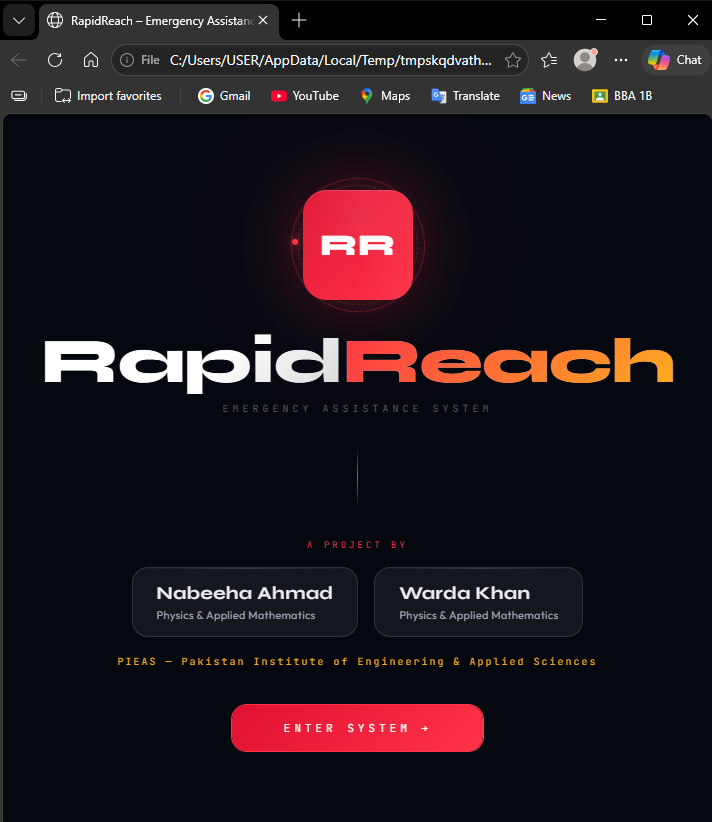 RapidReach – Emergency Assistanc
File C:/Users/USER/AppData/Local/Temp/tmpskqdvath... Chat
Import favorites Gmail YouTube Maps Translate News BBA 1B
RR
RapidReach
EMERGENCY ASSISTANCE SYSTEM
A PROJECT BY
Nabeeha Ahmad Warda Khan
Physics & Applied Mathematics Physics & Applied Mathematics
PIEAS — Pakistan Institute of Engineering & Applied Sciences
ENTER SYSTEM →